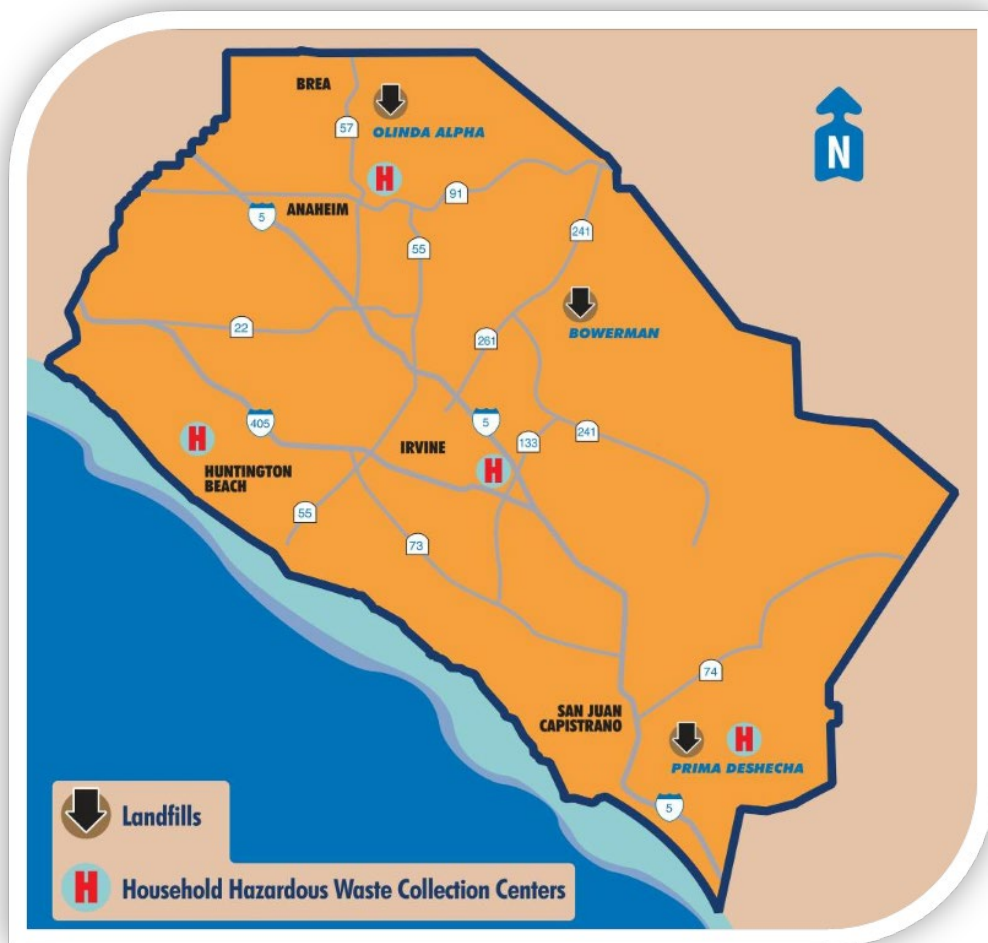 BREA
OLINDA ALPHA
57
H
N
91
ANAHEIM
5
55
241
22
261
BOWERMAN
405
5
241
133
IRVINE
H
H
HUNTINGTON
BEACH
55
73
74
SAN JUAN
CAPISTRANO
H
PRIMA DESHECHA
5
Landfills
H Household Hazardous Waste Collection Centers